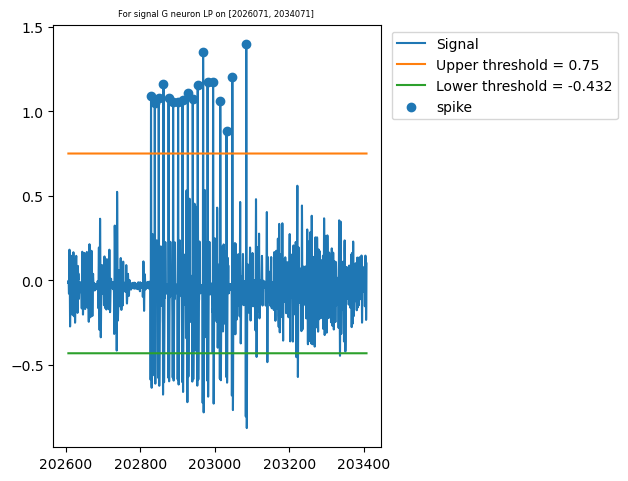 For signal G neuron LP on [2026071, 2034071]
Signal
Upper threshold = 0.75
Lower threshold = -0.432
spike
1.5
1.0
0.5
0.0
−0.5
202600 202800 203000 203200 203400